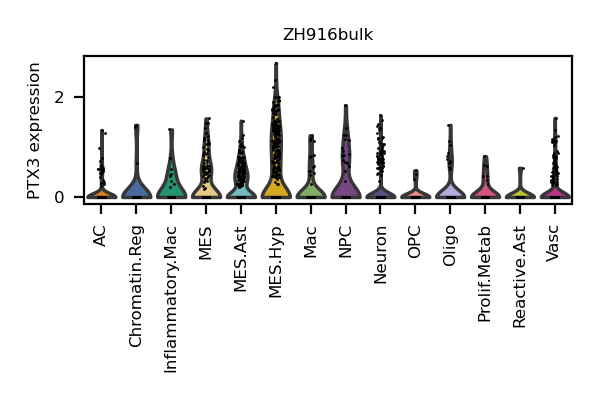 ZH916bulk
PTX3 expression
2
0
AC
Chromatin.Reg
Inflammatory.Mac
MES
MES.Ast
MES.Hyp
Mac
NPC
Neuron
OPC
Oligo
Prolif.Metab
Reactive.Ast
Vasc